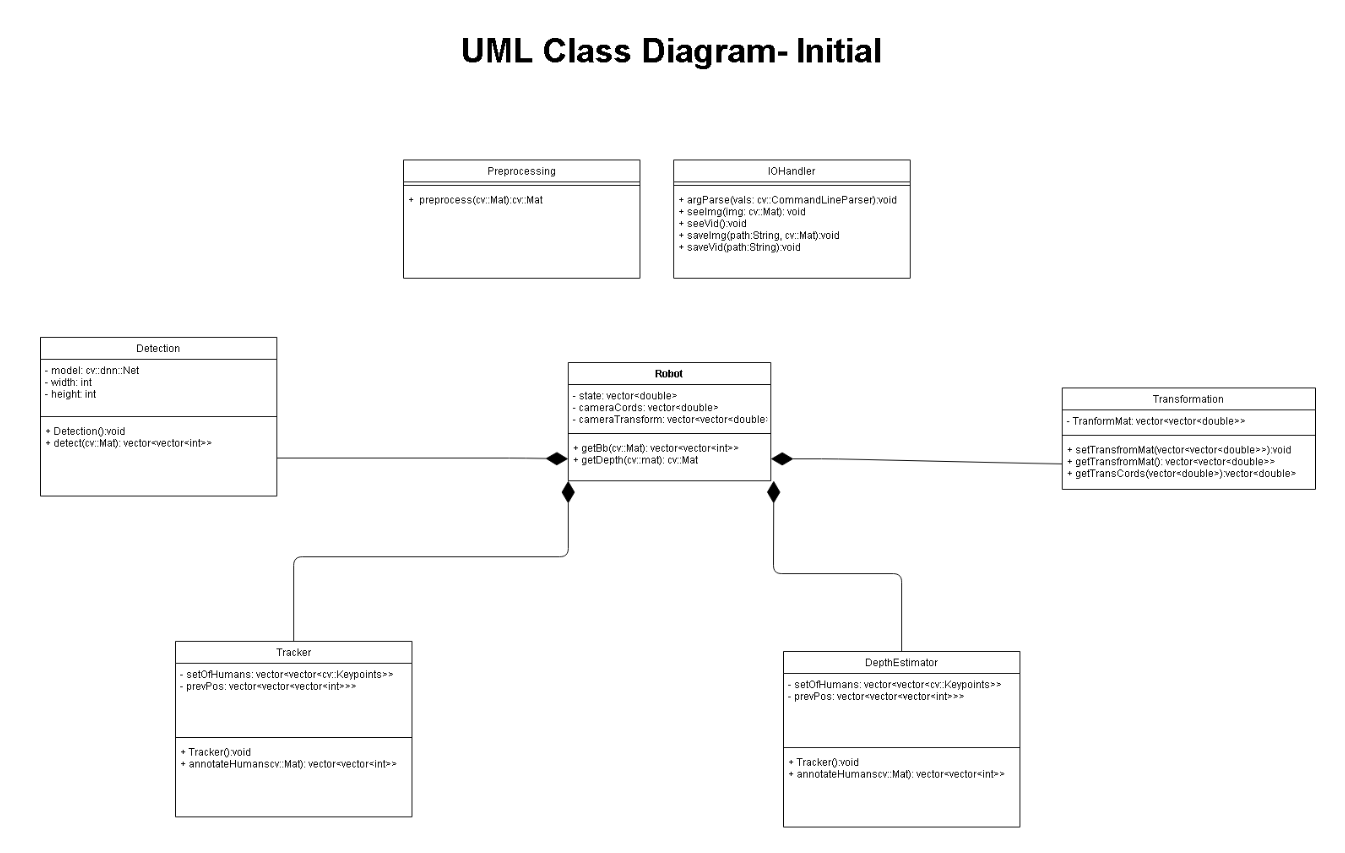 UML Class Diagram- Initial
Preprocessing
+ preprocess(cv::Mat):cv::Mat
IOHandler
+ argParse(vals: cv::CommandLineParser):void
+ seeImg(img: cv::Mat): void
+ seeVid():void
+ saveImg(path:String, cv::Mat):void
+ saveVid(path:String):void
Detection
- model: cv::dnn::Net
- width: int
- height: int
+ Detection():void
+ detect(cv::Mat): vector<vector<int>>
Robot
- state: vector<double>
- cameraCords: vector<double>
- cameraTransform: vector<vector<double>
+ getBb(cv::Mat): vector<vector<int>>
+ getDepth(cv::mat): cv::Mat
Transformation
- TranformMat: vector<vector<double>>
+ setTransfromMat(vector<vector<double>>):void
+ getTransfromMat(): vector<vector<double>>
+ getTransCords(vector<double>):vector<double>
Tracker
- setOfHumans: vector<vector<cv::Keypoints>>
- prevPos: vector<vector<vector<int>>>
+ Tracker():void
+ annotateHumanscv::Mat): vector<vector<int>>
DepthEstimator
- setOfHumans: vector<vector<cv::Keypoints>>
- prevPos: vector<vector<vector<int>>>
+ Tracker():void
+ annotateHumanscv::Mat): vector<vector<int>>